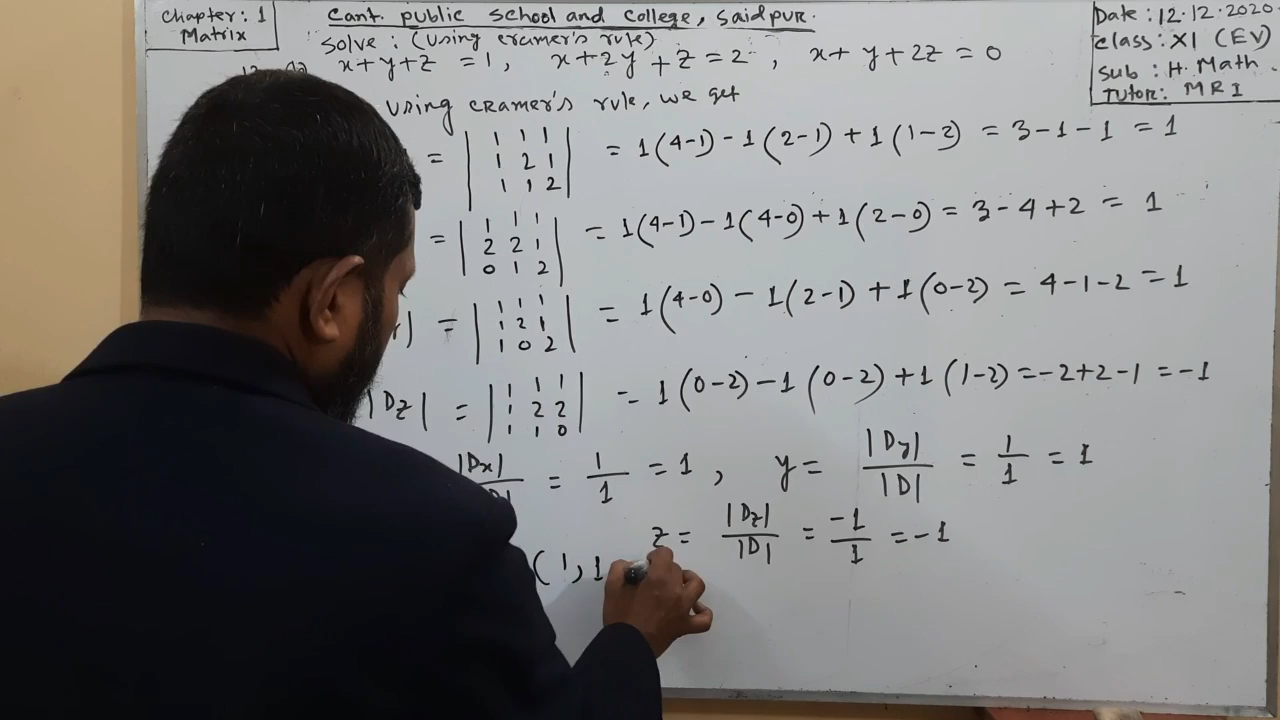 Chapter: 1
Matrix
Cant. public school and college, Saidpur.
Date: 12.12.2020
class: XI (EV)
Sub: H. Math.
TUTOR: MRI
Solve: (using cramer's rule)
x+y+z = 1, x+2y+z = 2, x+y+2z = 0
Using cramer's rule, we get
= | 1 1 1 | = 1(4-1) - 1(2-1) + 1(1-2) = 3-1-1 = 1
1 2 1
1 1 2
= | 1 1 1 | = 1(4-1) - 1(4-0) + 1(2-0) = 3-4+2 = 1
2 2 1
0 1 2
= | 1 1 1 | = 1(4-0) - 1(2-1) + 1(0-2) = 4-1-2 = 1
1 2 1
1 0 2
|Dz| = | 1 1 1 | = 1(0-2) - 1(0-2) + 1(1-2) = -2+2-1 = -1
1 2 2
1 1 0
|Dx| = 1/1 = 1, y = |Dy|/|D| = 1/1 = 1
z = |Dz|/|D| = -1/1 = -1
(1, 1